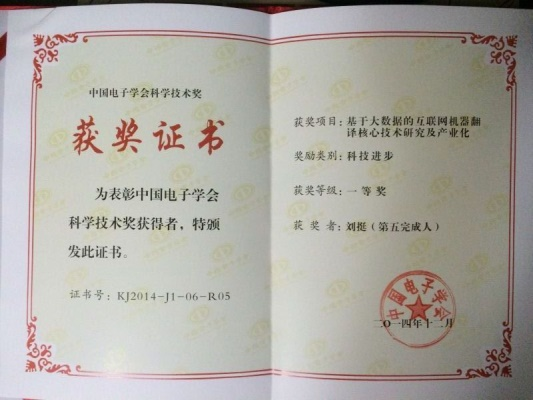 中国电子学会科学技术奖
获奖证书
为表彰中国电子学会
科学技术奖获得者，特颁
发此证书。
证书号：KJ2014-J1-06-R05
获奖项目：基于大数据的互联网机器翻
译核心技术研究及产业化
奖励类别：科技进步
获奖等级：一等奖
获奖者：刘挺（第五完成人）
中国电子学会
二〇一四年十二月